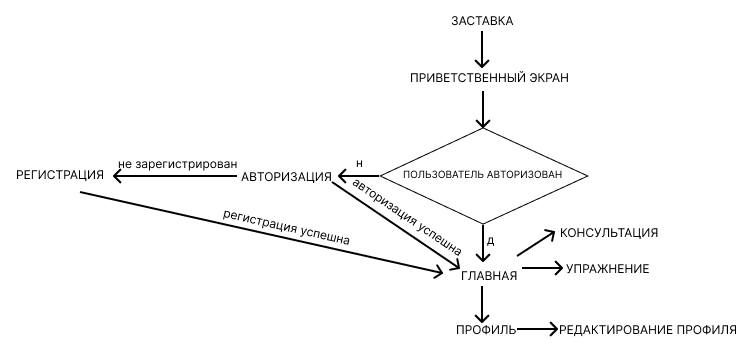 ЗАСТАВКА
ПРИВЕТСТВЕННЫЙ ЭКРАН
не зарегистрирован
н
РЕГИСТРАЦИЯ
АВТОРИЗАЦИЯ
ПОЛЬЗОВАТЕЛЬ АВТОРИЗОВАН
авторизация успешна
регистрация успешна
д
КОНСУЛЬТАЦИЯ
ГЛАВНАЯ
УПРАЖНЕНИЕ
ПРОФИЛЬ
РЕДАКТИРОВАНИЕ ПРОФИЛЯ